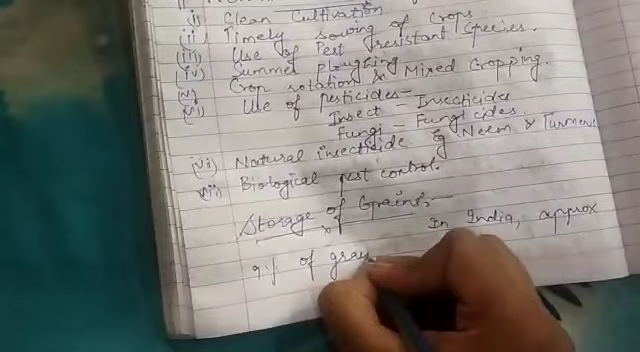 (i) Clean Cultivation
(ii) Timely sowing of Crops
(iii) Use of Pest resistant Species.
(iv) Summer Ploughing
(v) Crop rotation & Mixed Cropping.
(vi) Use of pesticides-
Insect - Insecticides
Fungi - Fungicides.
(vi) Natural insecticide. Eg Neem & Turmeric
(vii) Biological pest control.
Storage of Grains:-
In India, approx
9% of gra